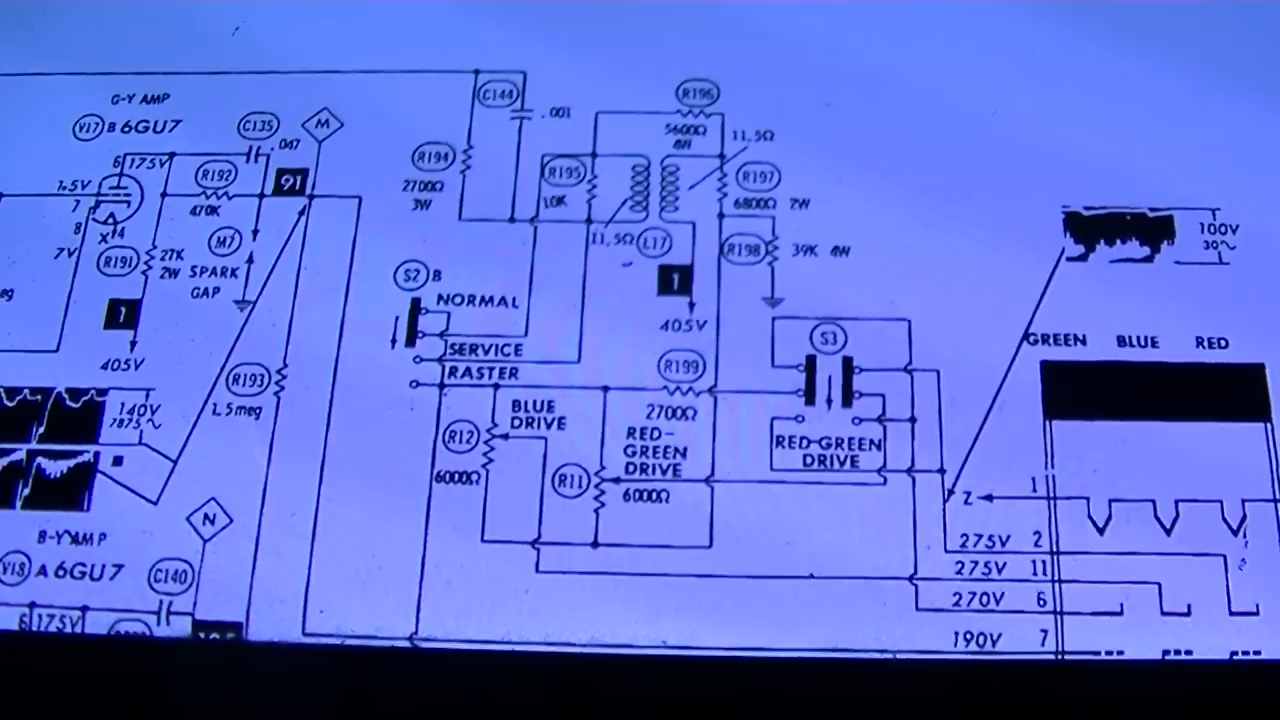 G-Y AMP
V17 B 6GU7
C135
.047
M
6 175V
1.5V
7
8
7V
R192
470K
91
M7
SPARK
GAP
R191
27K
2W
1
405V
R193
1.5meg
140V
7875~
N
B-Y AMP
V18 A 6GU7
C140
6 175V
C144
.001
R194
2700Ω
3W
R195
10K
R196
5600Ω
11.5Ω
R197
6800Ω 2W
R198
39K
11.5Ω
L17
1
405V
S2 B
NORMAL
SERVICE
RASTER
R199
2700Ω
BLUE
DRIVE
R12
6000Ω
RED-
GREEN
DRIVE
R11
6000Ω
S3
RED-GREEN
DRIVE
100V
30~
GREEN BLUE RED
Z
1
275V 2
275V 11
270V 6
190V 7